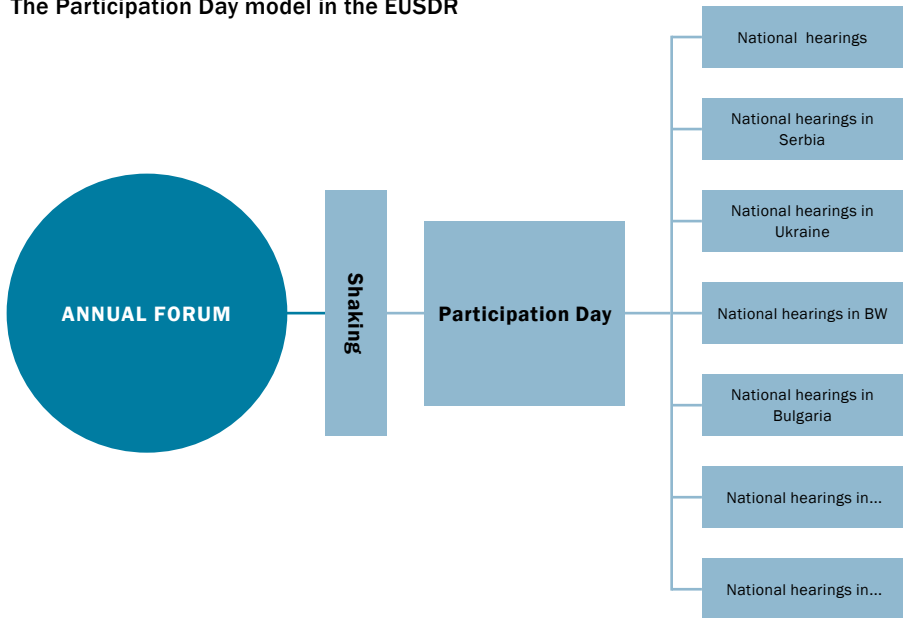 The Participation Day model in the EUSDR
ANNUAL FORUM
Shaking
Participation Day
National hearings
National hearings in
Serbia
National hearings in
Ukraine
National hearings in BW
National hearings in
Bulgaria
National hearings in...
National hearings in...